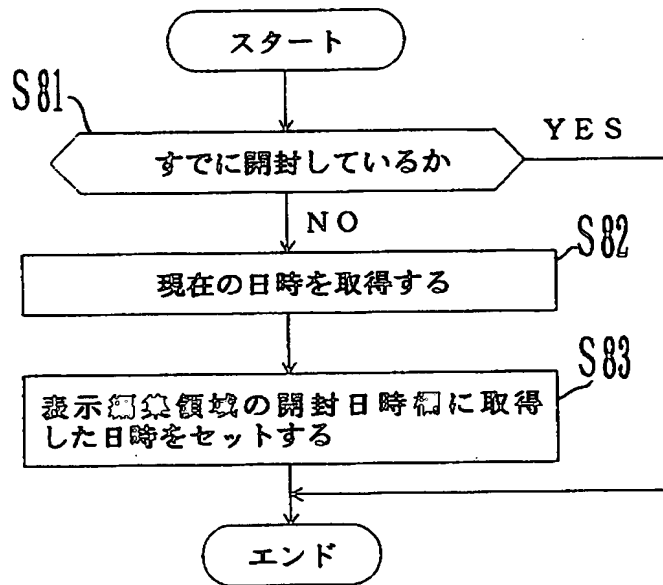 スタート
S81
YES
すでに開封しているか
NO
S82
現在の日時を取得する
S83
表示編集領域の開封日時欄に取得
した日時をセットする
エンド